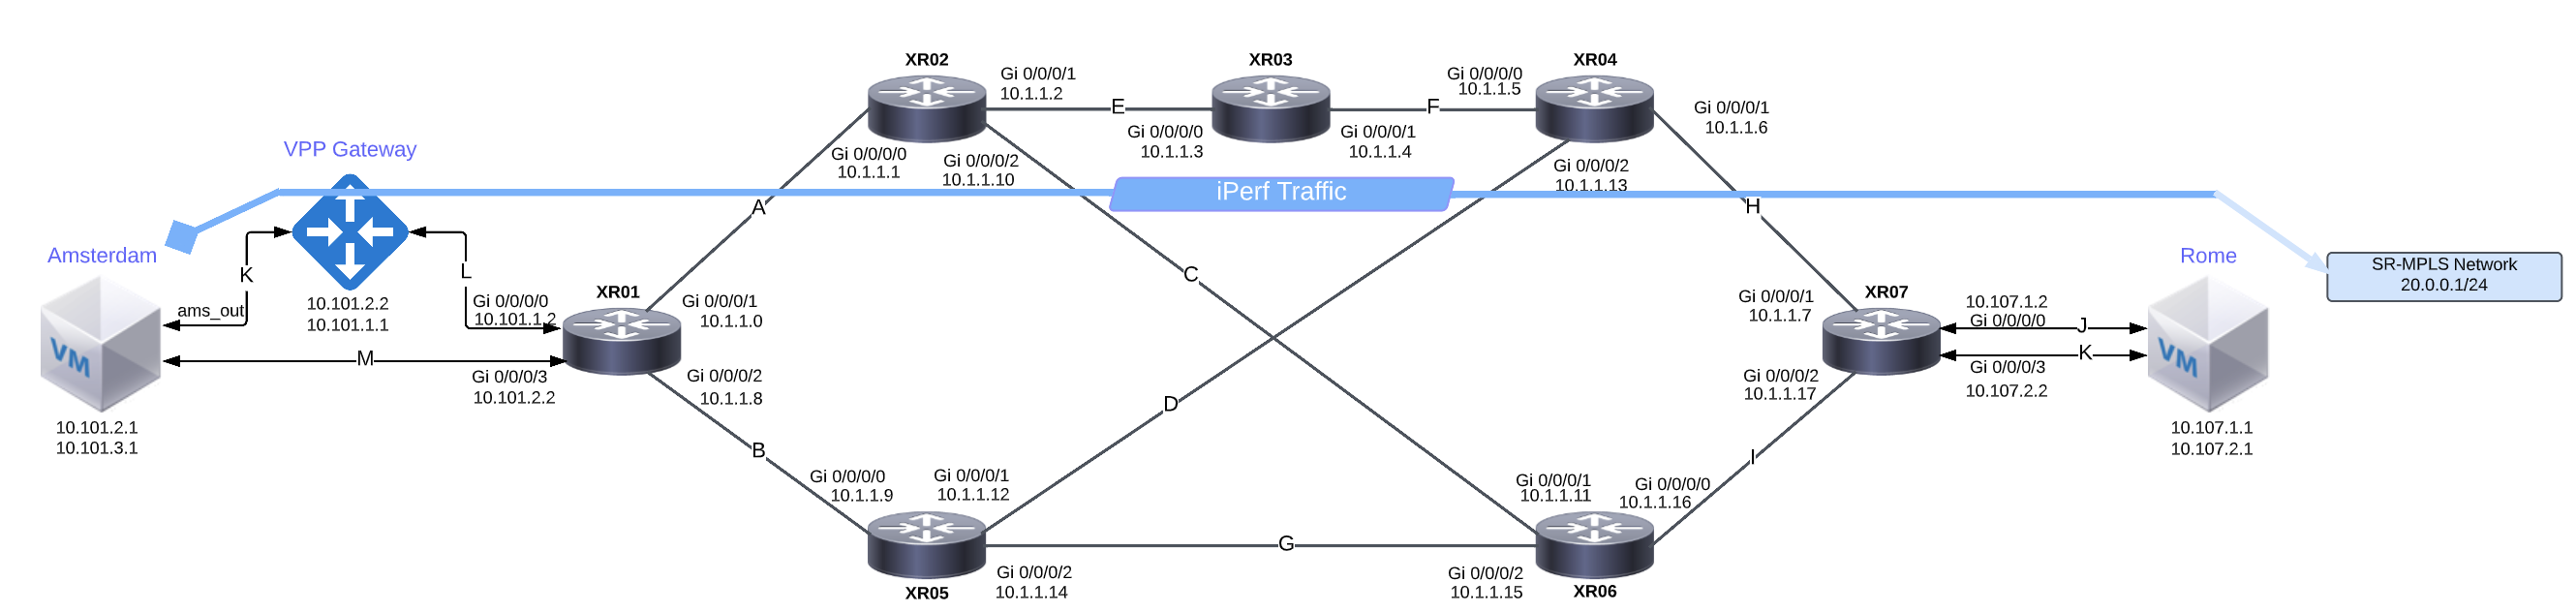 XR02
XR03
XR04
Gi 0/0/0/1
10.1.1.2
E
Gi 0/0/0/0
10.1.1.3
Gi 0/0/0/1
10.1.1.4
F
Gi 0/0/0/0
10.1.1.5
Gi 0/0/0/1
10.1.1.6
VPP Gateway
Gi 0/0/0/0
10.1.1.1
Gi 0/0/0/2
10.1.1.10
Gi 0/0/0/2
10.1.1.13
iPerf Traffic
A
H
Amsterdam
K
L
C
Rome
SR-MPLS Network
20.0.0.1/24
ams_out
10.101.2.2
10.101.1.1
Gi 0/0/0/0
10.101.1.2
XR01
Gi 0/0/0/1
10.1.1.0
Gi 0/0/0/1
10.1.1.7
XR07
10.107.1.2
Gi 0/0/0/0
J
VM
M
K
VM
Gi 0/0/0/3
10.101.2.2
Gi 0/0/0/2
10.1.1.8
D
Gi 0/0/0/2
10.1.1.17
Gi 0/0/0/3
10.107.2.2
10.101.2.1
10.101.3.1
10.107.1.1
10.107.2.1
B
I
Gi 0/0/0/0
10.1.1.9
Gi 0/0/0/1
10.1.1.12
Gi 0/0/0/1
10.1.1.11
Gi 0/0/0/0
10.1.1.16
G
XR05
Gi 0/0/0/2
10.1.1.14
Gi 0/0/0/2
10.1.1.15
XR06